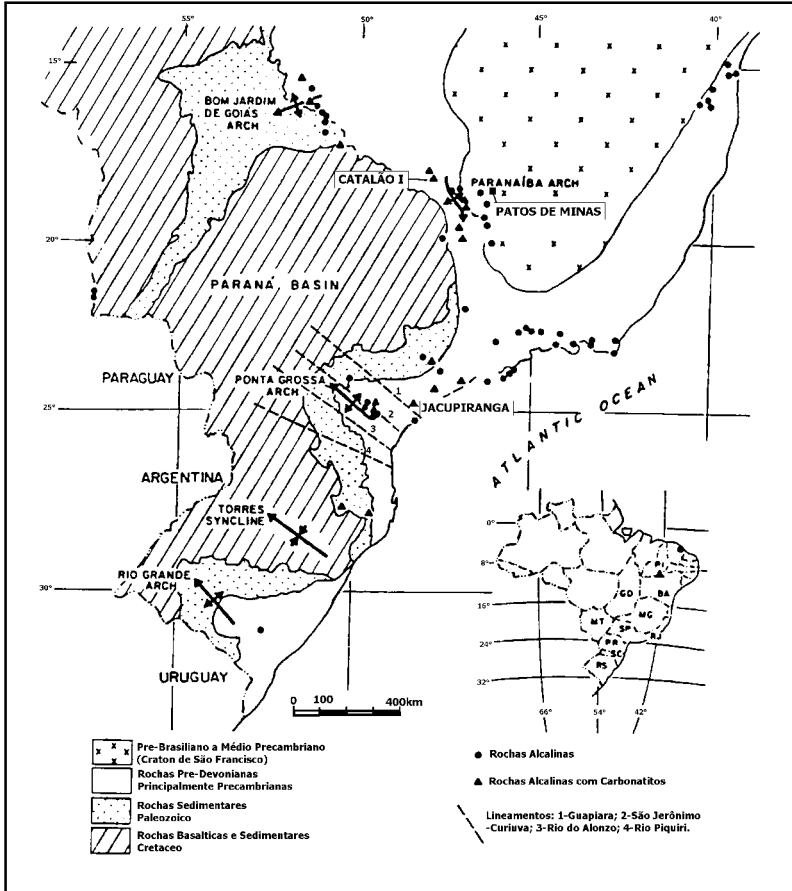 55°
50°
45°
40°
15°
BOM JARDIM
DE GOIÁS
ARCH
CATALÃO I
PARANAÍBA ARCH
PATOS DE MINAS
20°
PARANÁ BASIN
PARAGUAY
PONTA GROSSA
ARCH
1
2
3
4
JACUPIRANGA
25°
ATLANTIC OCEAN
ARGENTINA
TORRES
SYNCLINE
RIO GRANDE
ARCH
30°
URUGUAY
0 100 400km
0°
8°
16°
24°
32°
66°
54°
42°
PI
GO
BA
MT
MG
SP
RJ
PR
SC
RS
Pre-Brasiliano a Médio Precambriano
(Craton de São Francisco)
Rochas Pre-Devonianas
Principalmente Precambrianas
Rochas Sedimentares
Paleozoico
Rochas Basalticas e Sedimentares
Cretaceo
Rochas Alcalinas
Rochas Alcalinas com Carbonatitos
Lineamentos: 1-Guapiara; 2-São Jerônimo
-Curiuva; 3-Rio do Alonzo; 4-Rio Piquiri.